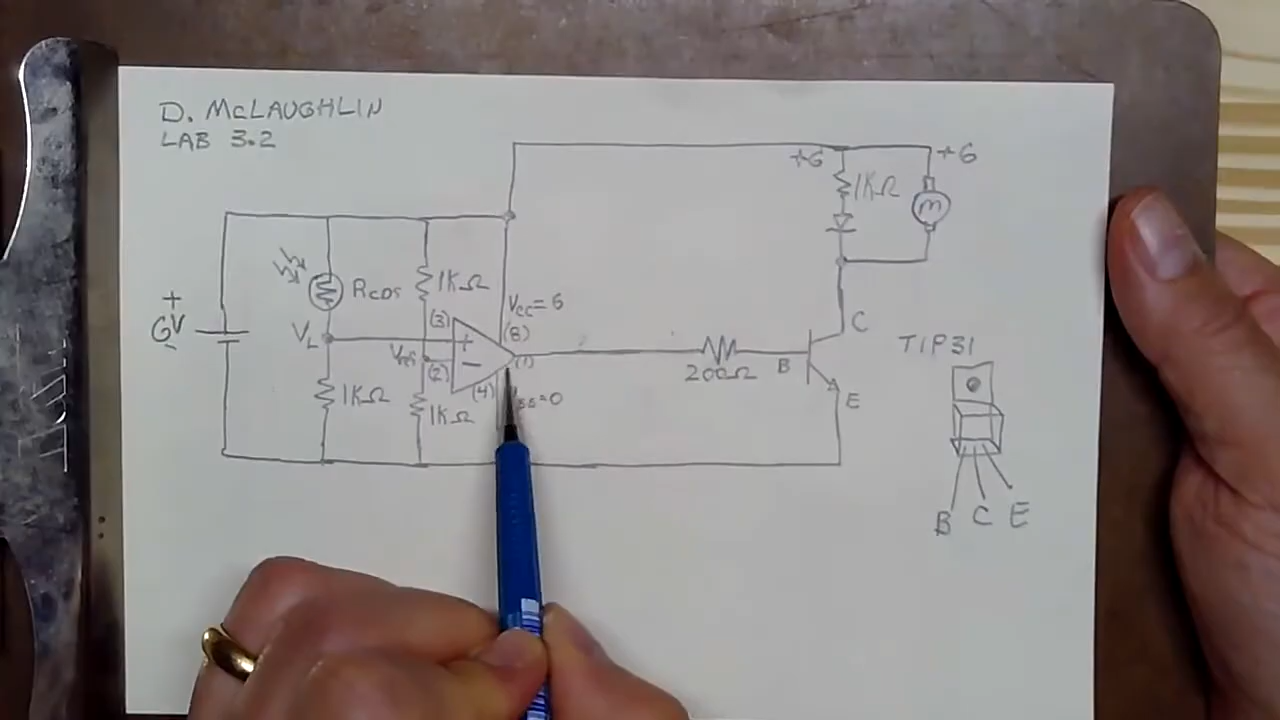 D. McLAUGHLIN
LAB 3.2
+6
+6
1KΩ
M
+
6V
-
RCDS
1KΩ
VCC=6
VL
(3)
+
(8)
Vref
(2)
-
(1)
(4)
1KΩ
1KΩ
200Ω
B
C
E
TIP31
B C E